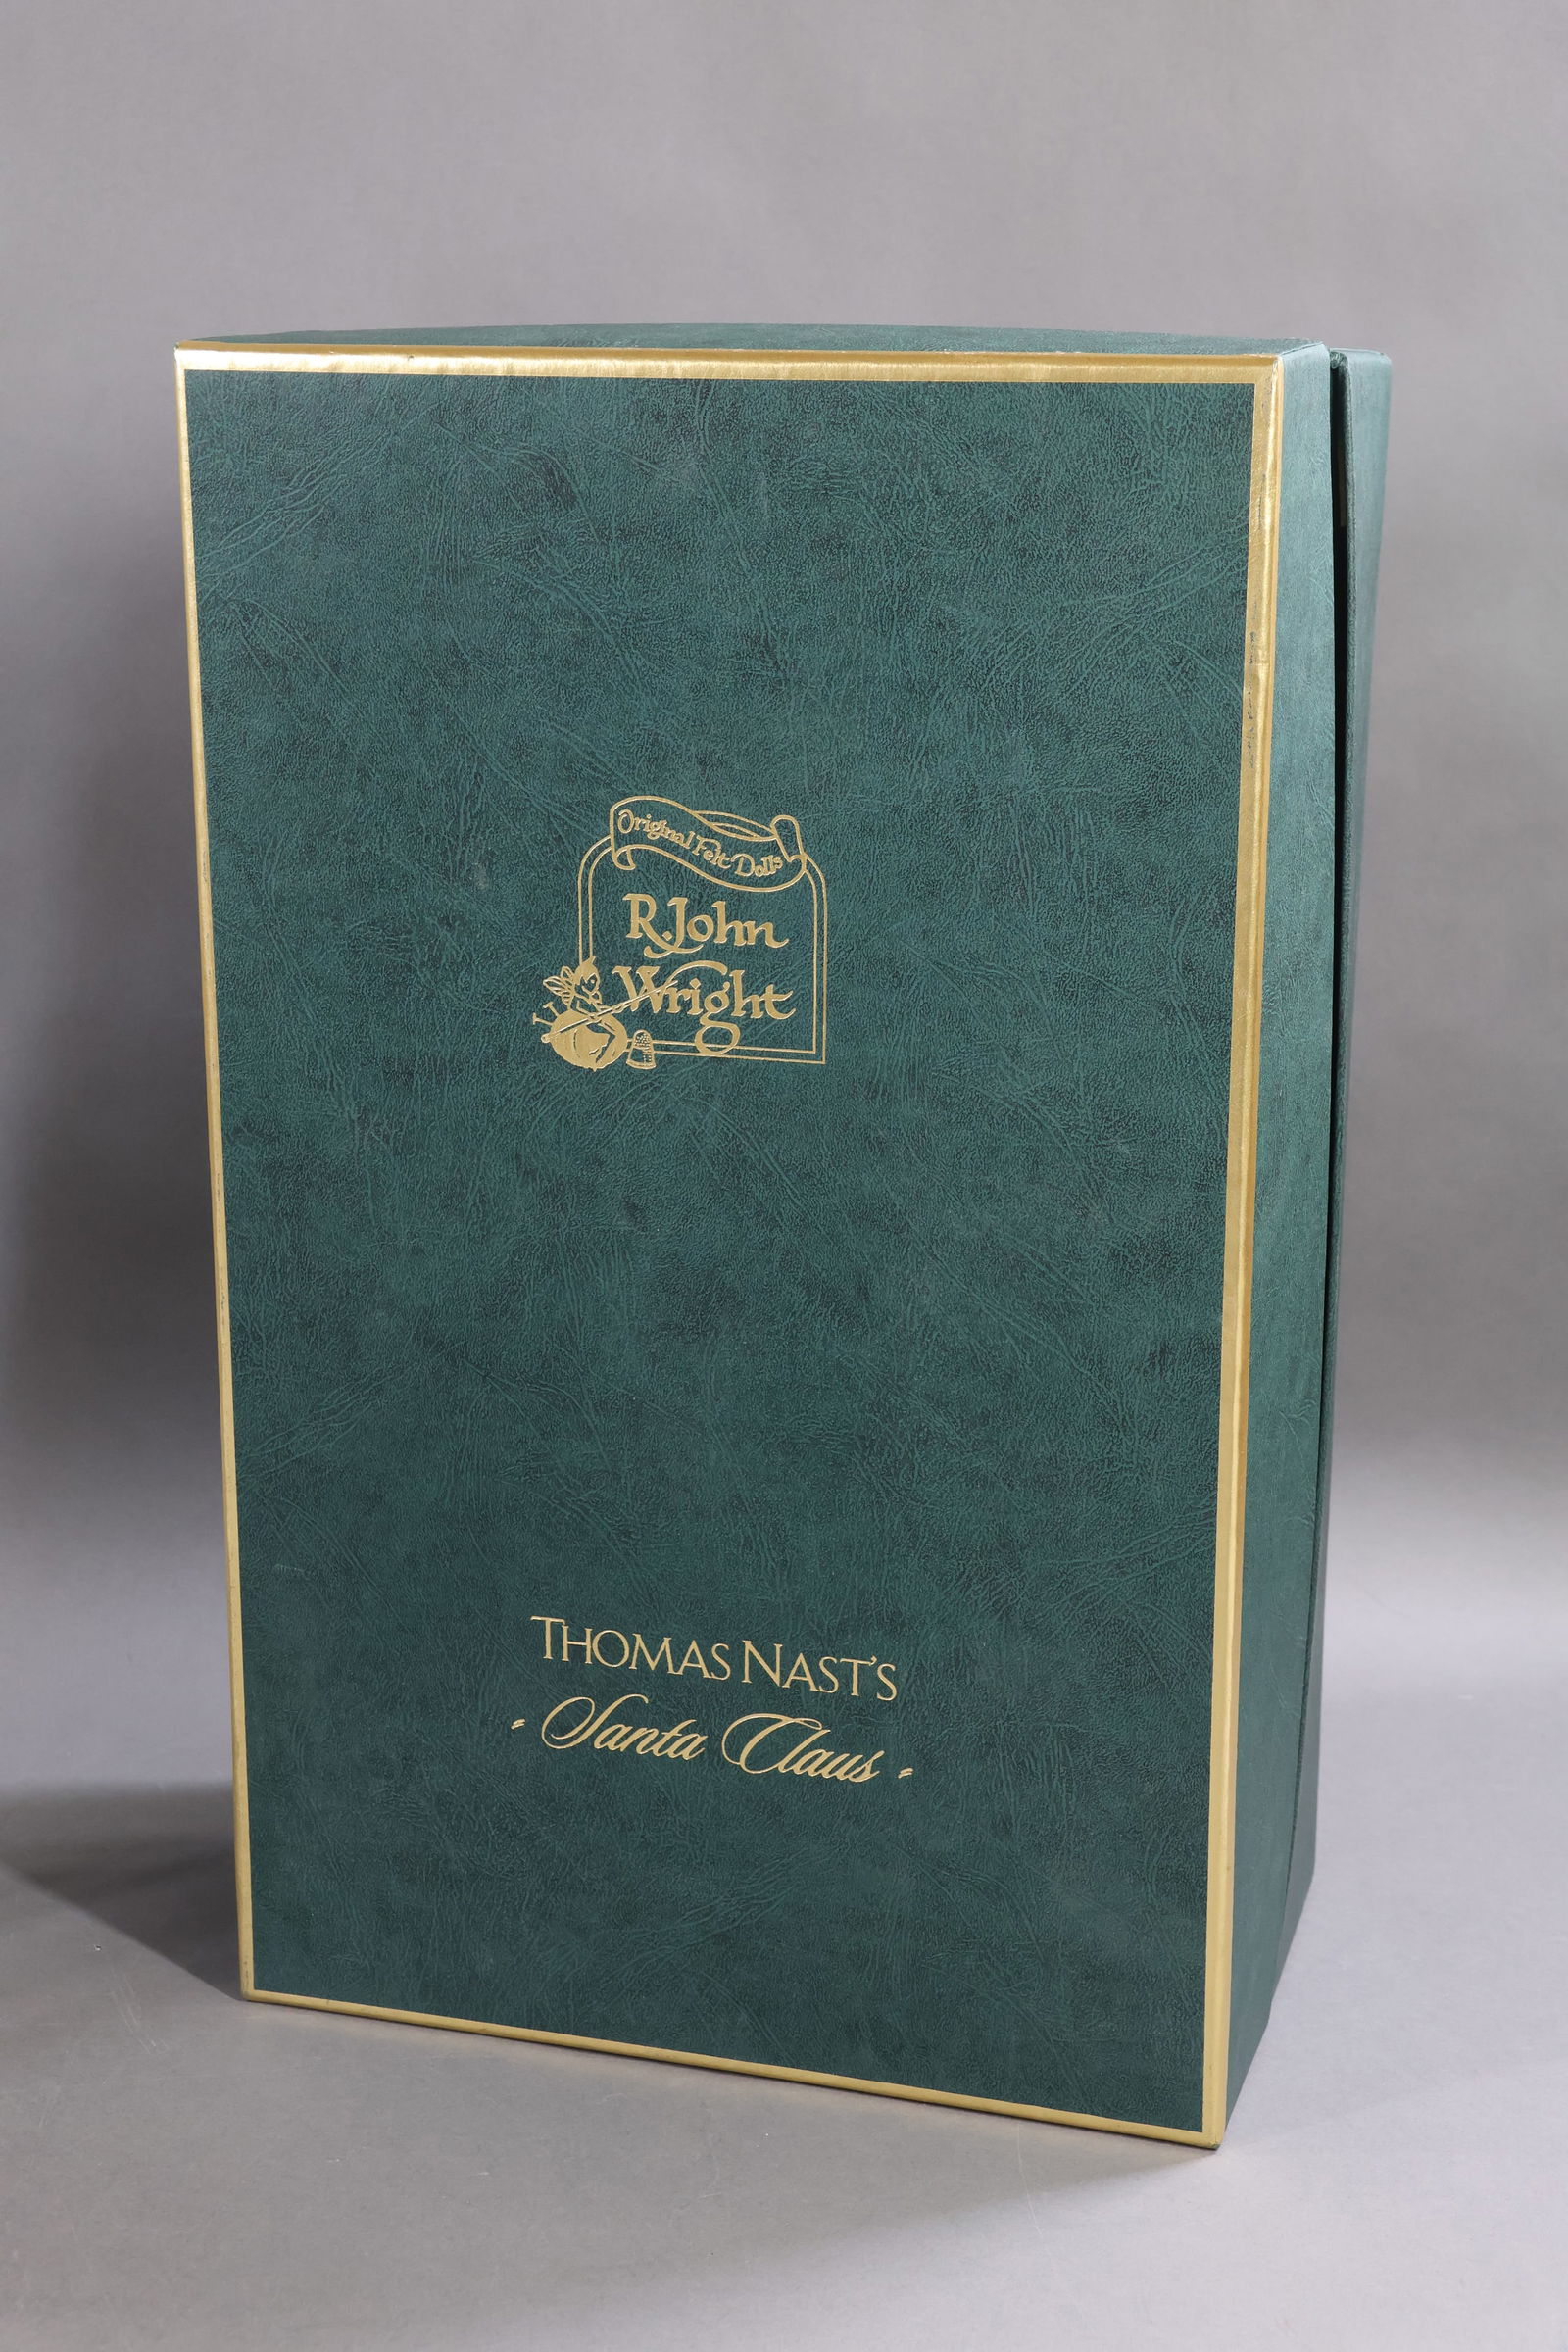 Original Felt Dolls
R. John
Wright
THOMAS NAST'S
Santa Claus